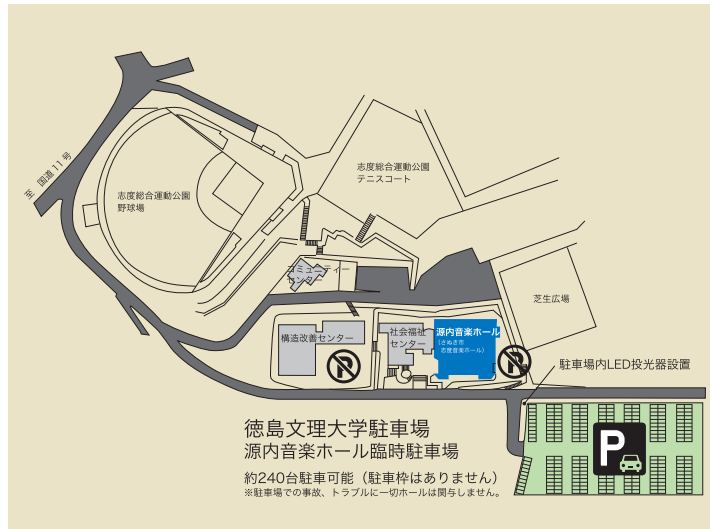 至 国道11号
志度総合運動公園
野球場
志度総合運動公園
テニスコート
コミュニティー
センター
芝生広場
構造改善センター
社会福祉
センター
源内音楽ホール
(さぬき市
志度音楽ホール)
P
P
駐車場内LED投光器設置
P
徳島文理大学駐車場
源内音楽ホール臨時駐車場
約240台駐車可能（駐車枠はありません）
※駐車場での事故、トラブルに一切ホールは関与しません。